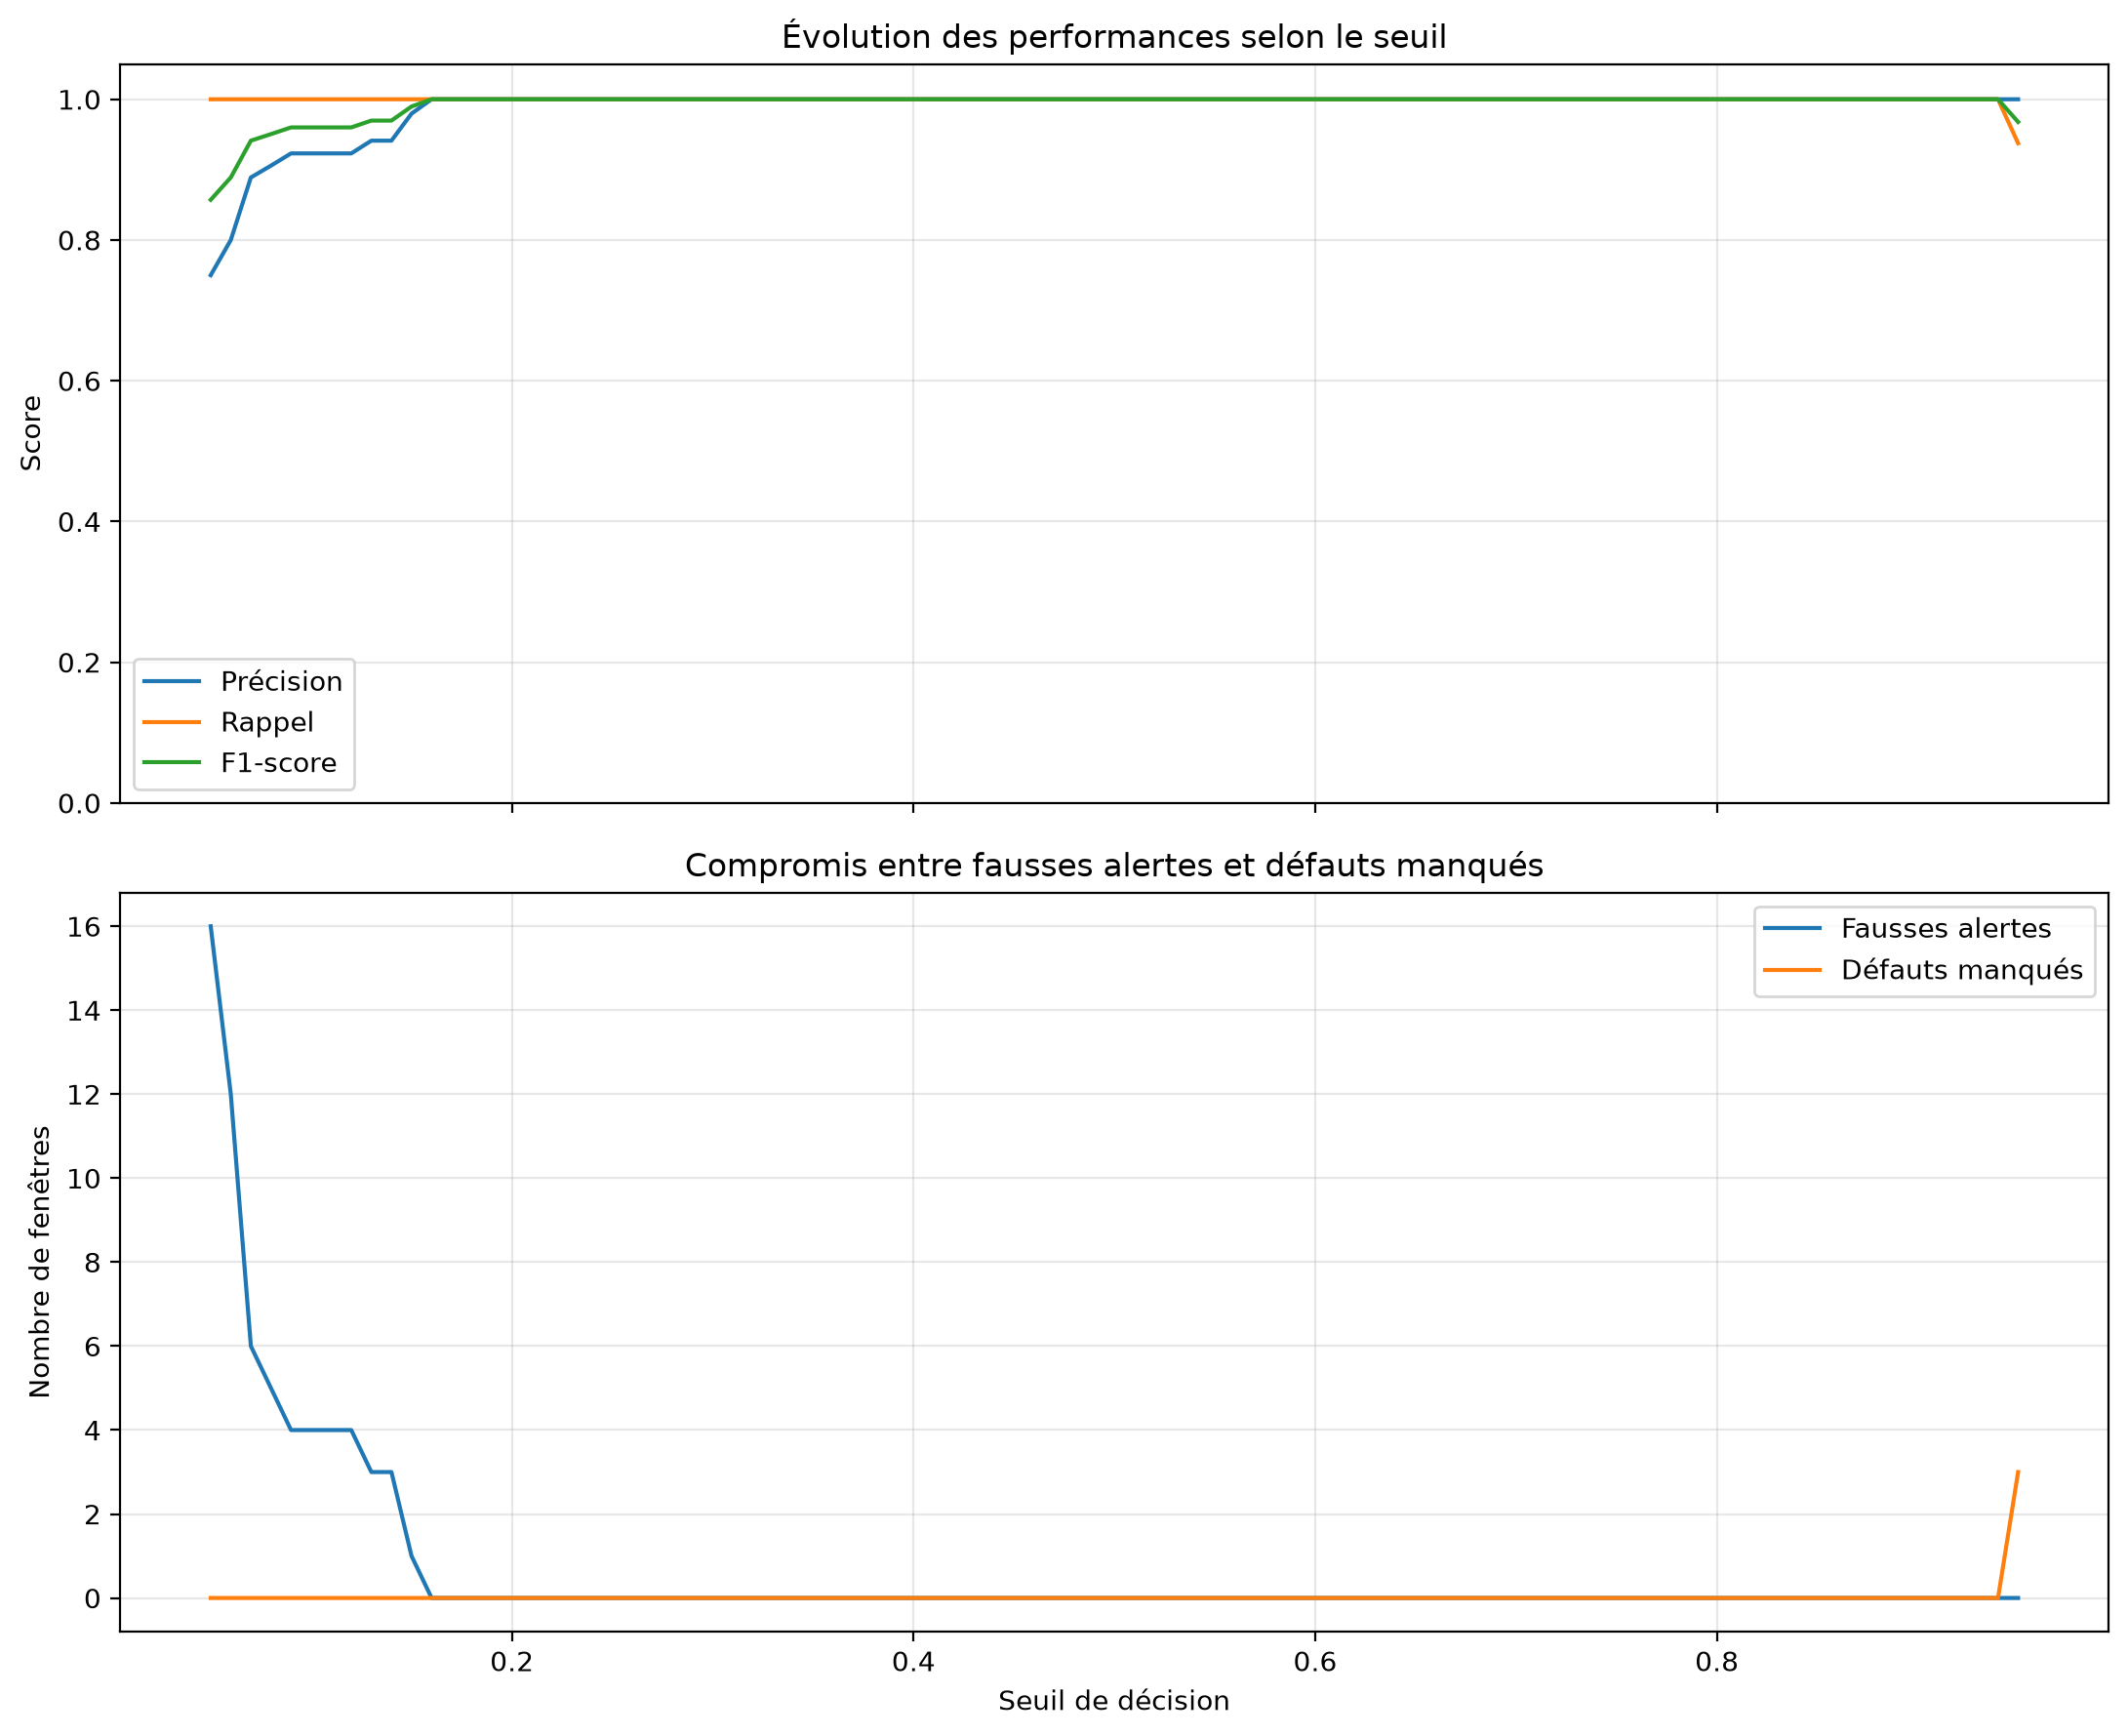 Évolution des performances selon le seuil
1.0
0.8
0.6
0.4
0.2
0.0
Score
Précision
Rappel
F1-score
Compromis entre fausses alertes et défauts manqués
16
14
12
10
8
6
4
2
0
Nombre de fenêtres
Fausses alertes
Défauts manqués
0.2 0.4 0.6 0.8
Seuil de décision